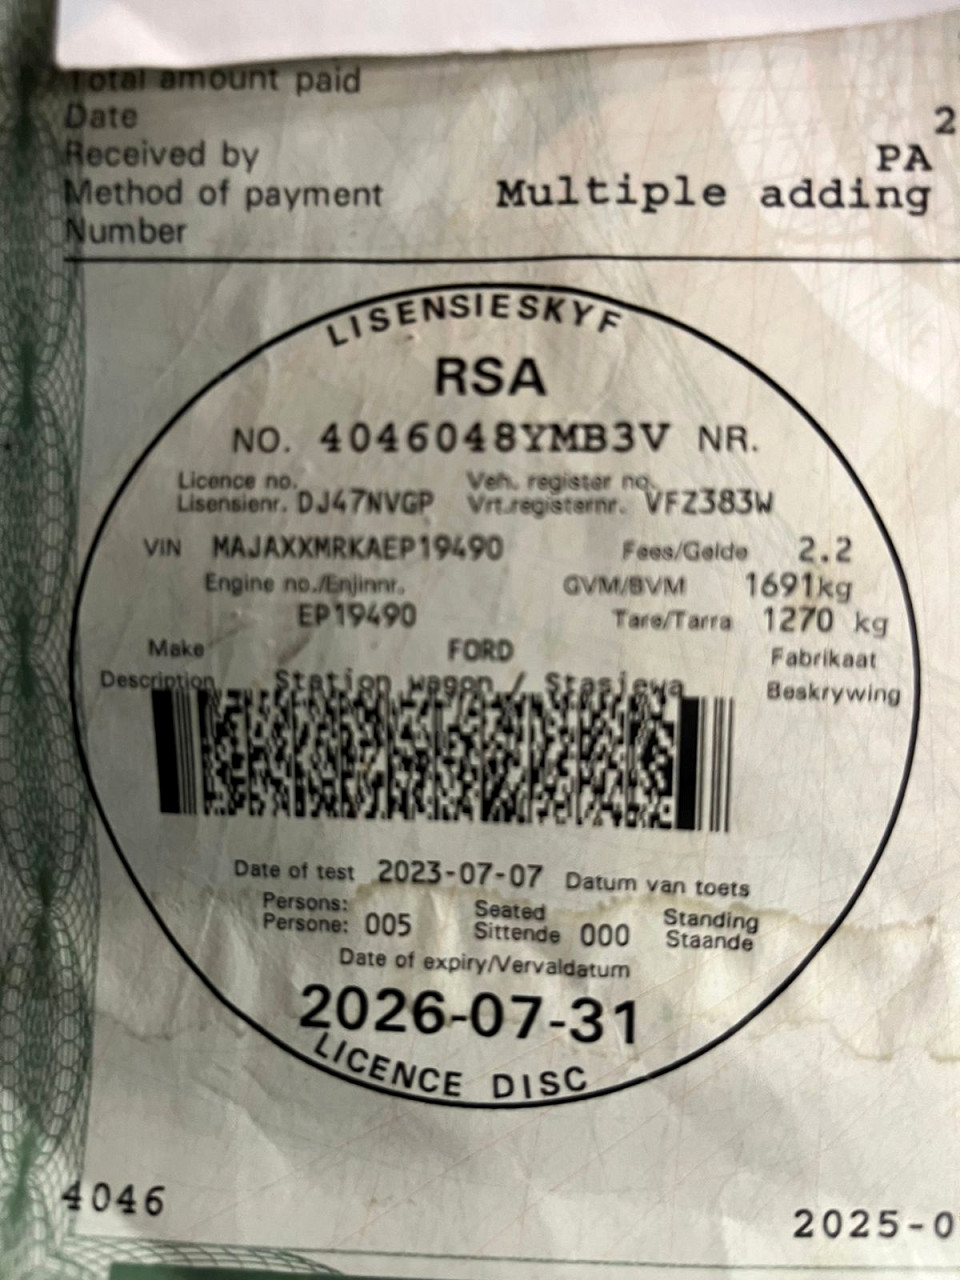 Total amount paid
Date 2
Received by PA
Method of payment Multiple adding
Number
LISENSIESKYF
RSA
NO. 4046048YMB3V NR.
Licence no. Veh. register no.
Lisensienr. DJ47NVGP Vrt.registernr. VFZ383W
VIN MAJAXXMRKAEP19490 Fees/Gelde 2.2
Engine no./Enjinnr. GVM/BVM 1691kg
EP19490 Tare/Tarra 1270 kg
Make FORD Fabrikaat
Description Station wagon / Stasiewa Beskrywing
Date of test 2023-07-07 Datum van toets
Persons: Seated Standing
Persone: 005 Sittende 000 Staande
Date of expiry/Vervaldatum
2026-07-31
LICENCE DISC
4046 2025-0